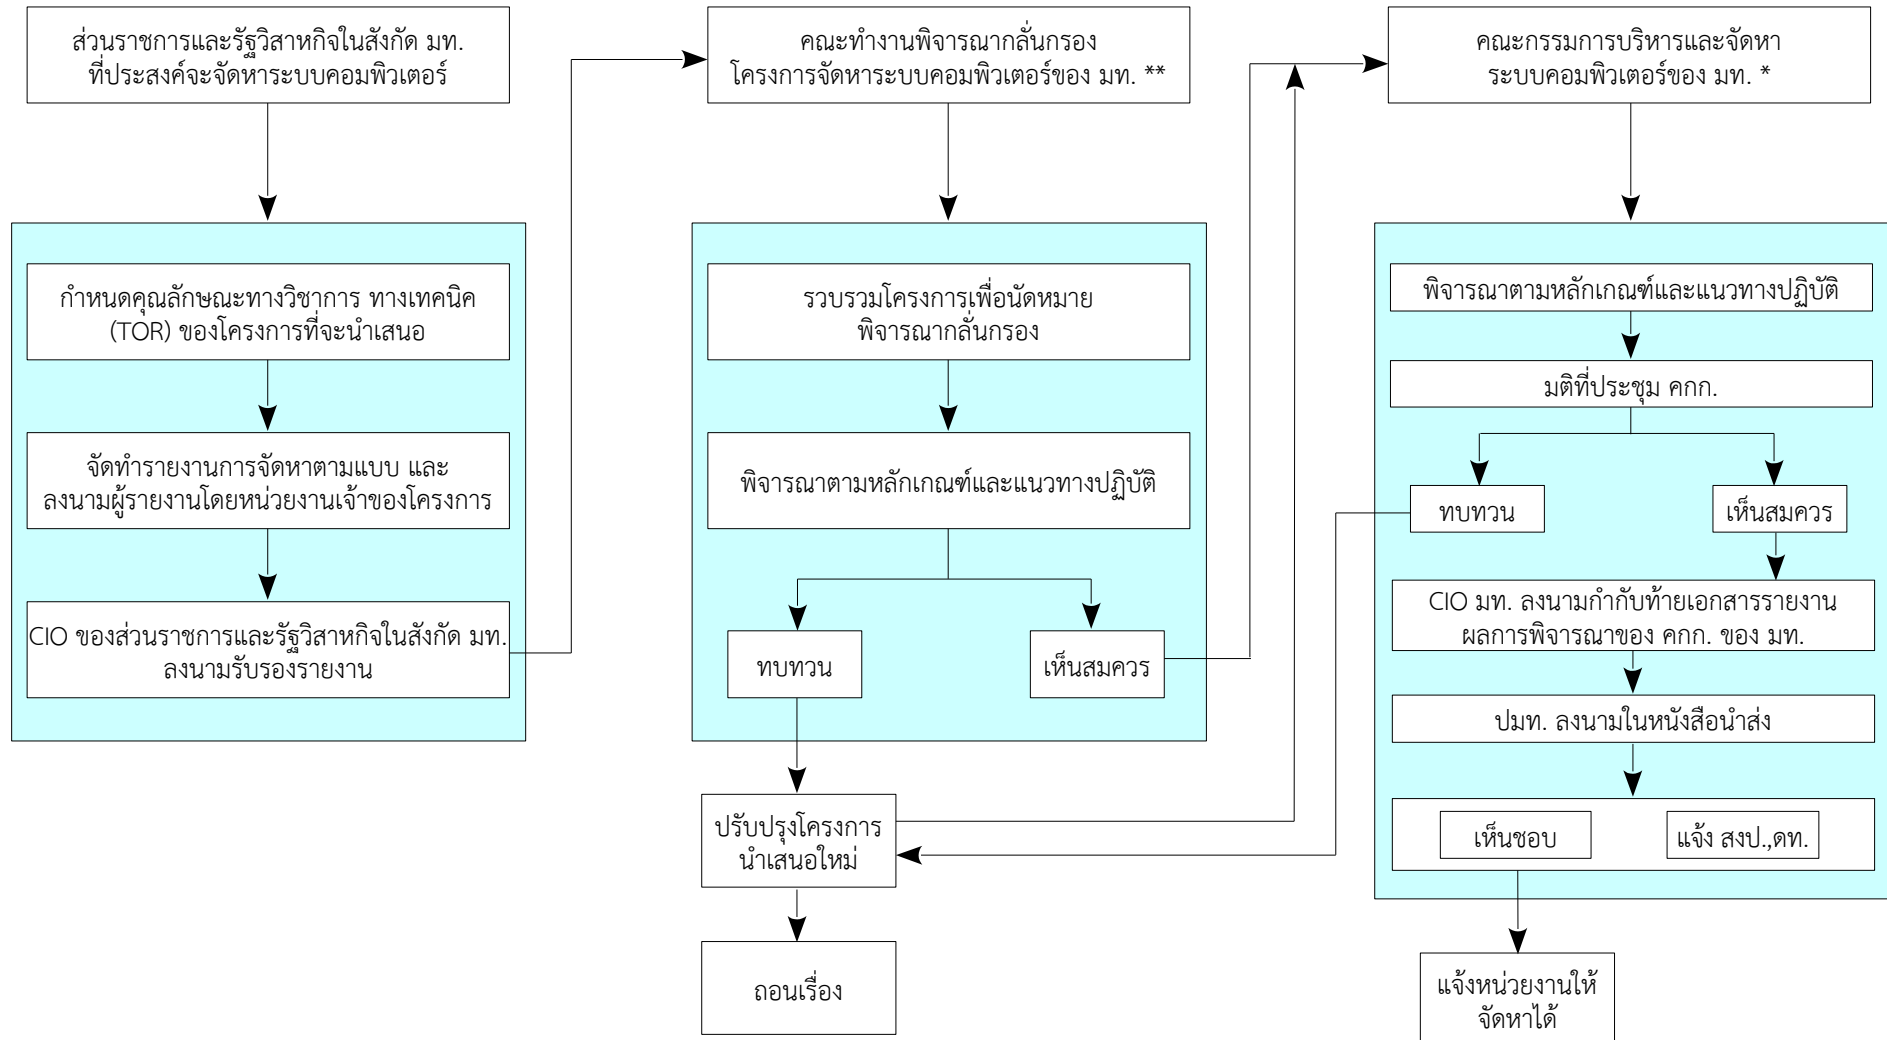 ส่วนราชการและรัฐวิสาหกิจในสังกัด มท.
ที่ประสงค์จะจัดหาระบบคอมพิวเตอร์
กำหนดคุณลักษณะทางวิชาการ ทางเทคนิค
(TOR) ของโครงการที่จะนำเสนอ
จัดทำรายงานการจัดหาตามแบบ และ
ลงนามผู้รายงานโดยหน่วยงานเจ้าของโครงการ
CIO ของส่วนราชการและรัฐวิสาหกิจในสังกัด มท.
ลงนามรับรองรายงาน
คณะทำงานพิจารณากลั่นกรอง
โครงการจัดหาระบบคอมพิวเตอร์ของ มท. **
รวบรวมโครงการเพื่อนัดหมาย
พิจารณากลั่นกรอง
พิจารณาตามหลักเกณฑ์และแนวทางปฏิบัติ
ทบทวน
เห็นสมควร
ปรับปรุงโครงการ
นำเสนอใหม่
ถอนเรื่อง
คณะกรรมการบริหารและจัดหา
ระบบคอมพิวเตอร์ของ มท. *
พิจารณาตามหลักเกณฑ์และแนวทางปฏิบัติ
มติที่ประชุม คกก.
ทบทวน
เห็นสมควร
CIO มท. ลงนามกำกับท้ายเอกสารรายงาน
ผลการพิจารณาของ คกก. ของ มท.
ปมท. ลงนามในหนังสือนำส่ง
เห็นชอบ
แจ้ง สงป.,ดท.
แจ้งหน่วยงานให้
จัดหาได้